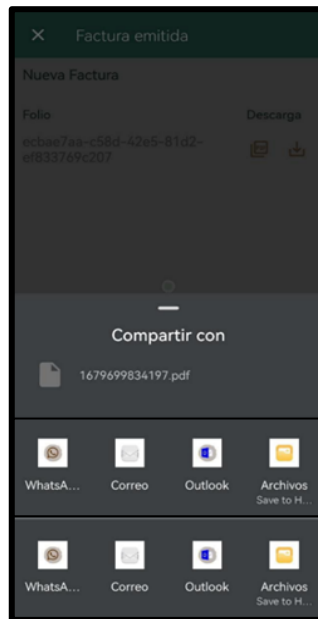 Factura emitida
Nueva Factura
Folio Descarga
ecbae7aa-c58d-42e5-81d2-
ef833769c207
Compartir con
1679699834197.pdf
WhatsA... Correo Outlook Archivos
Save to H...
WhatsA... Correo Outlook Archivos
Save to H...